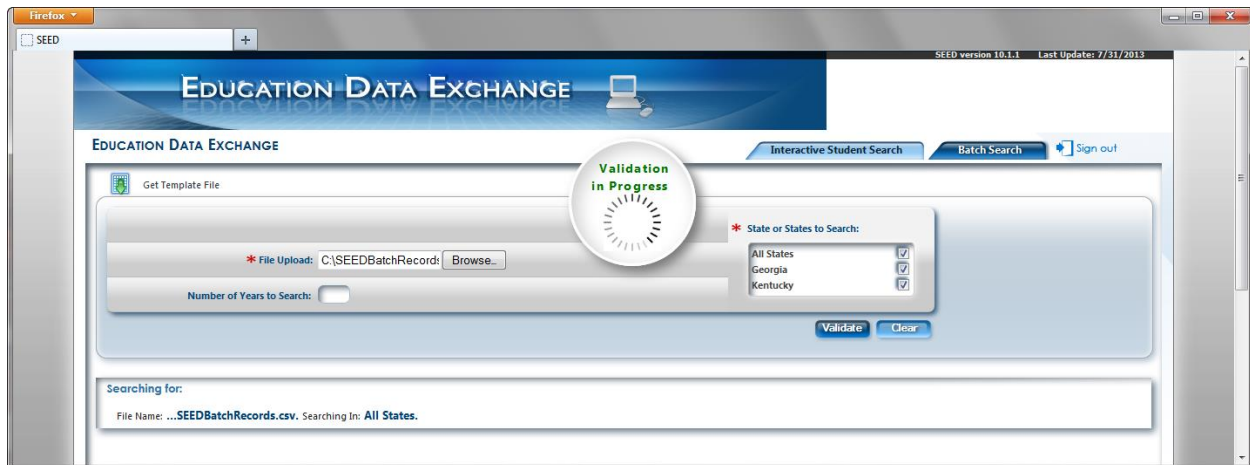 Firefox
SEED
SEED version 10.1.1 Last Update: 7/31/2013
EDUCATION DATA EXCHANGE
EDUCATION DATA EXCHANGE
Interactive Student Search
Batch Search
Sign out
Get Template File
Validation
in Progress
* State or States to Search:
All States
Georgia
Kentucky
* File Upload: C:\SEEDBatchRecords Browse...
Number of Years to Search:
Validate Clear
Searching for:
File Name: ...SEEDBatchRecords.csv. Searching In: All States.